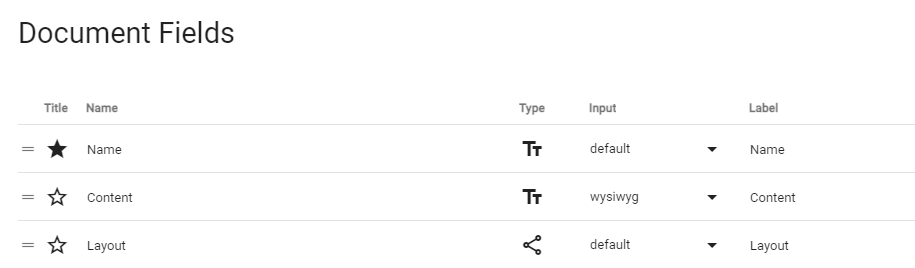 Document Fields
Title Name Type Input Label
Name default Name
Content wysiwyg Content
Layout default Layout